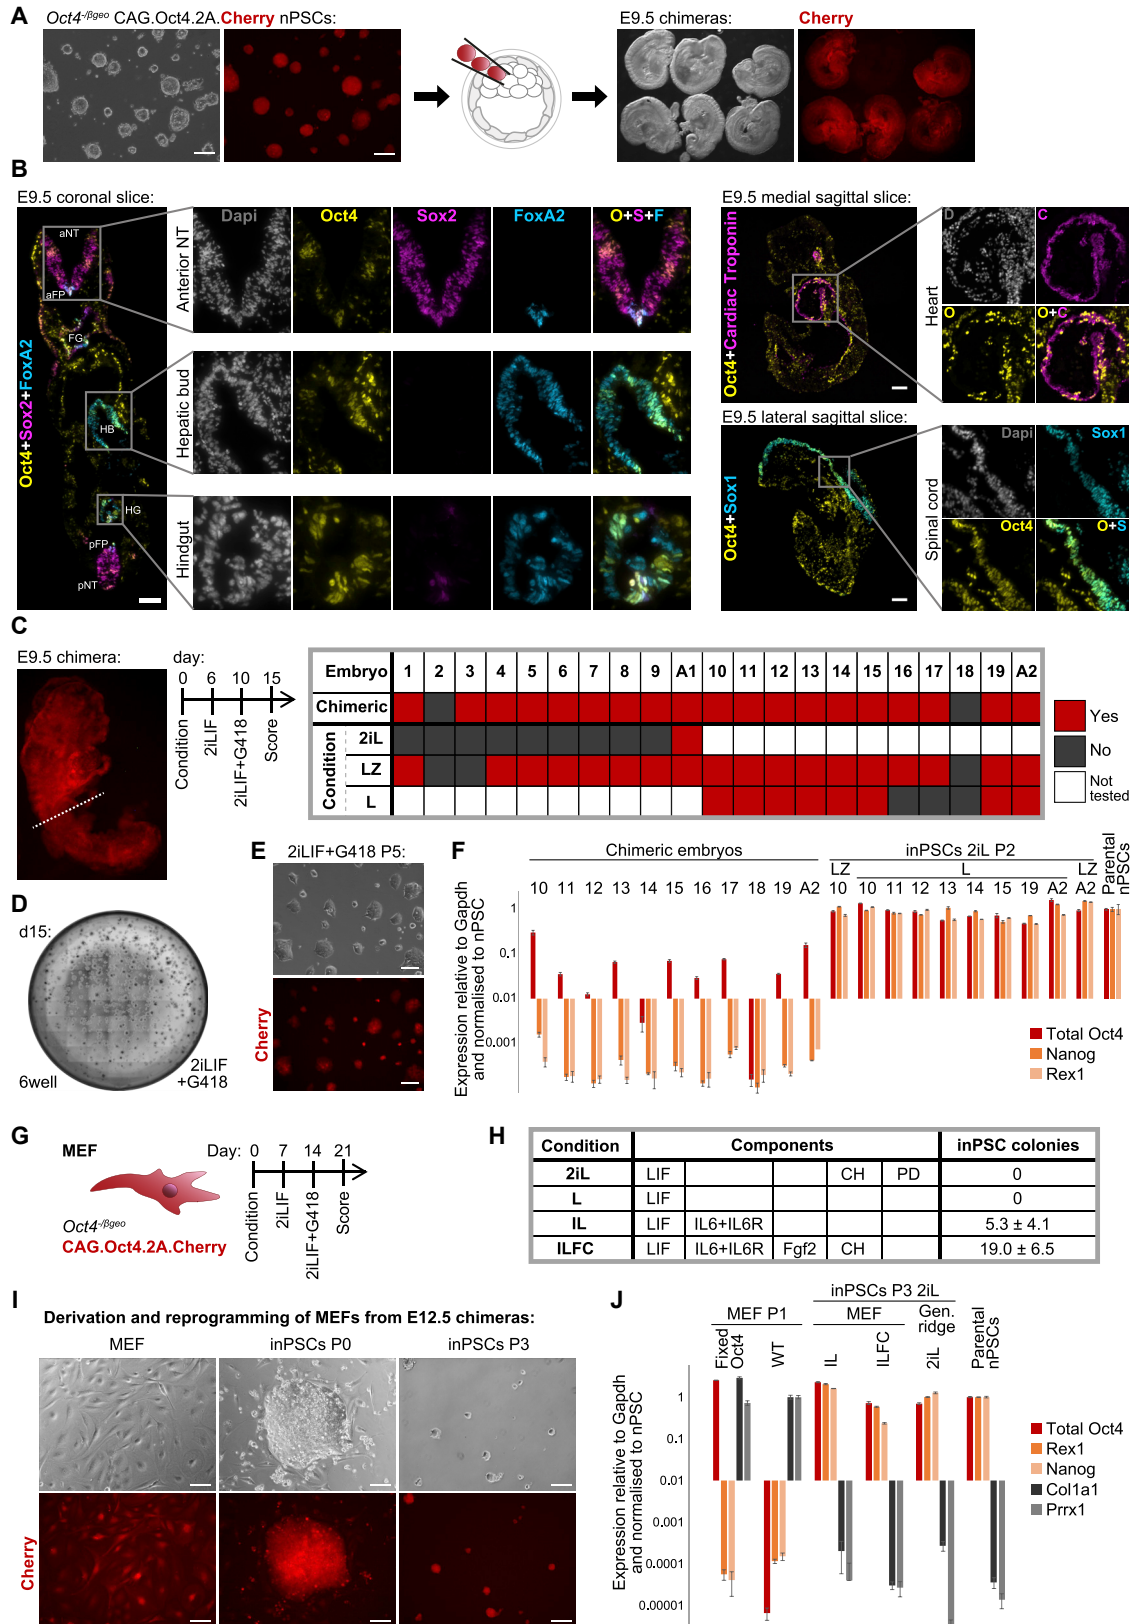 A
Oct4-/βgeo CAG.Oct4.2A.Cherry nPSCs:
E9.5 chimeras:
Cherry
B
E9.5 coronal slice:
Oct4+Sox2+FoxA2
aNT
aFP
FG
HB
HG
pFP
pNT
Dapi
Oct4
Sox2
FoxA2
O+S+F
Anterior NT
Hepatic bud
Hindgut
E9.5 medial sagittal slice:
Oct4+Cardiac Troponin
Heart
D
C
O
O+C
E9.5 lateral sagittal slice:
Oct4+Sox1
Spinal cord
Dapi
Sox1
Oct4
O+S
C
E9.5 chimera:
day:
0 6 10 15
Condition
2iLIF
2iLIF+G418
Score
Embryo 1 2 3 4 5 6 7 8 9 A1 10 11 12 13 14 15 16 17 18 19 A2
Chimeric
Condition
2iL
LZ
L
Yes
No
Not
tested
D
d15:
6well
2iLIF
+G418
E
2iLIF+G418 P5:
Cherry
F
Chimeric embryos
inPSCs 2iL P2
Parental
nPSCs
LZ L LZ
10 11 12 13 14 15 16 17 18 19 A2 10 10 11 12 13 14 15 19 A2 A2
Expression relative to Gapdh
and normalised to nPSC
1
0.1
0.01
0.001
Total Oct4
Nanog
Rex1
G
MEF
Oct4-/βgeo
CAG.Oct4.2A.Cherry
Day: 0 7 14 21
Condition
2iLIF
2iLIF+G418
Score
H
Condition Components inPSC colonies
2iL LIF CH PD 0
L LIF 0
IL LIF IL6+IL6R 5.3 ± 4.1
ILFC LIF IL6+IL6R Fgf2 CH 19.0 ± 6.5
I
Derivation and reprogramming of MEFs from E12.5 chimeras:
MEF
inPSCs P0
inPSCs P3
Cherry
J
inPSCs P3 2iL
MEF P1
MEF
Gen.
ridge
Fixed
Oct4
WT
IL
ILFC
2iL
Parental
nPSCs
Expression relative to Gapdh
and normalised to nPSC
1
0.1
0.01
0.0001
0.00001
Total Oct4
Rex1
Nanog
Col1a1
Prrx1